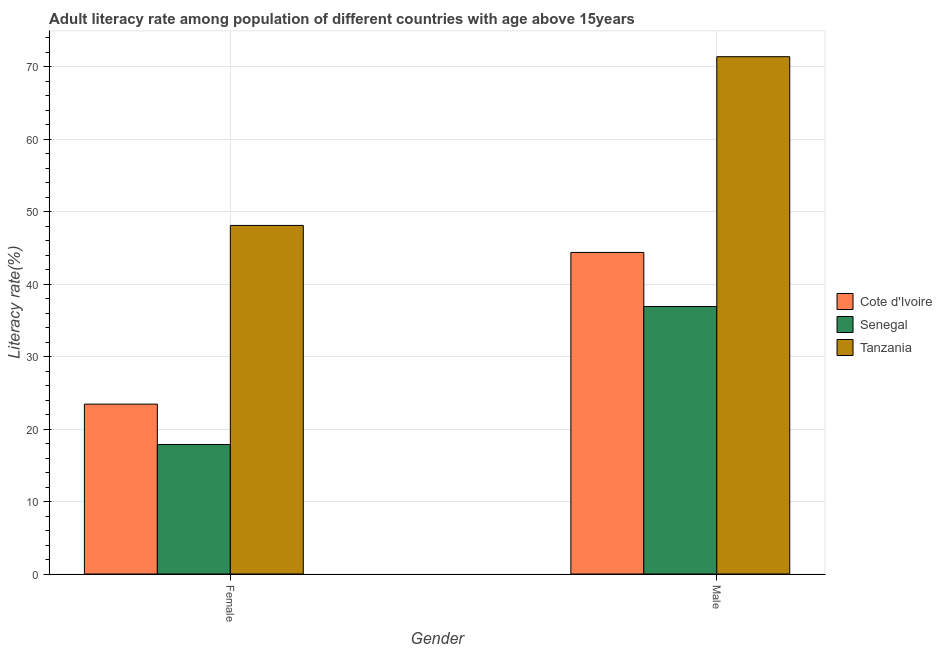 Adult literacy rate among population of different countries with age above 15years
Literacy rate(%)
70
60
50
40
30
20
10
0
Female
Male
Gender
Cote d'Ivoire
Senegal
Tanzania